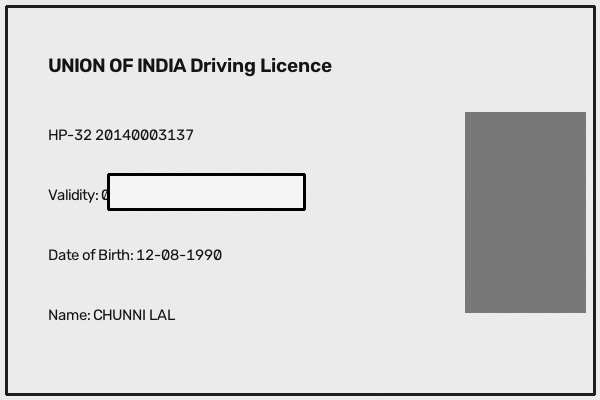 UNION OF INDIA Driving Licence
HP-32 20140003137
Validity:
Date of Birth: 12-08-1990
Name: CHUNNI LAL